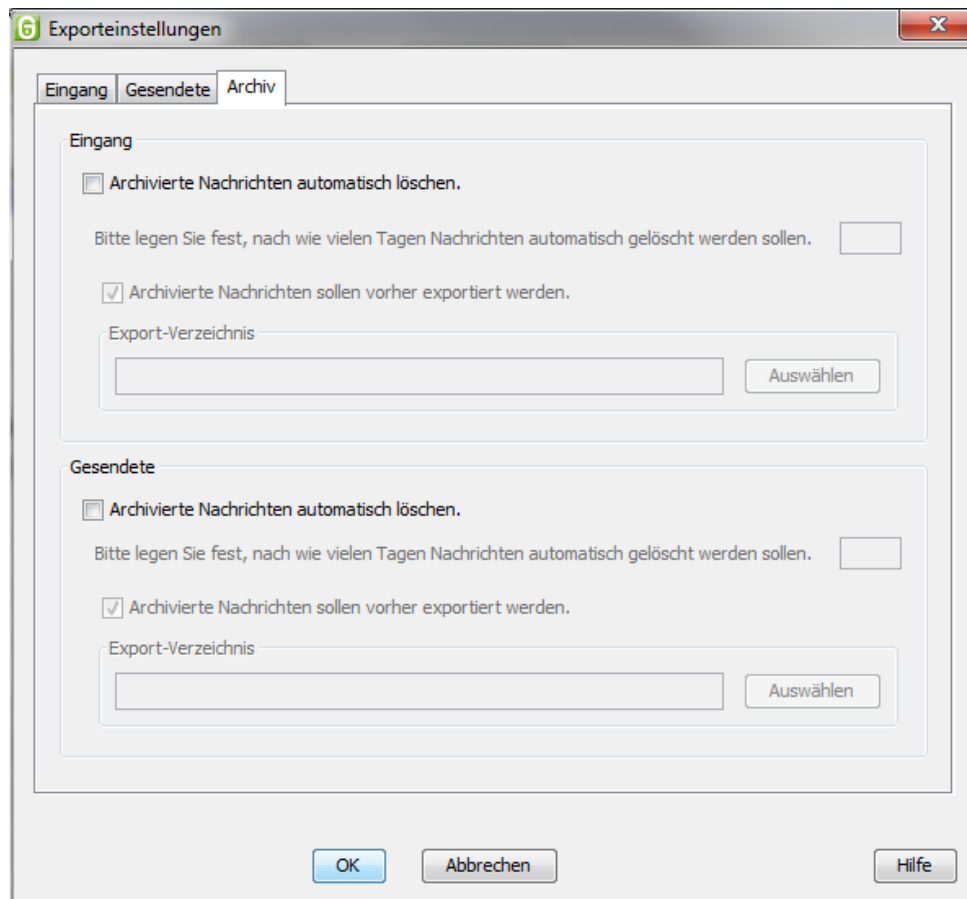 Exporteinstellungen
Eingang Gesendete Archiv
Eingang
Archivierte Nachrichten automatisch löschen.
Bitte legen Sie fest, nach wie vielen Tagen Nachrichten automatisch gelöscht werden sollen.
Archivierte Nachrichten sollen vorher exportiert werden.
Export-Verzeichnis
Auswählen
Gesendete
Archivierte Nachrichten automatisch löschen.
Bitte legen Sie fest, nach wie vielen Tagen Nachrichten automatisch gelöscht werden sollen.
Archivierte Nachrichten sollen vorher exportiert werden.
Export-Verzeichnis
Auswählen
OK Abbrechen Hilfe